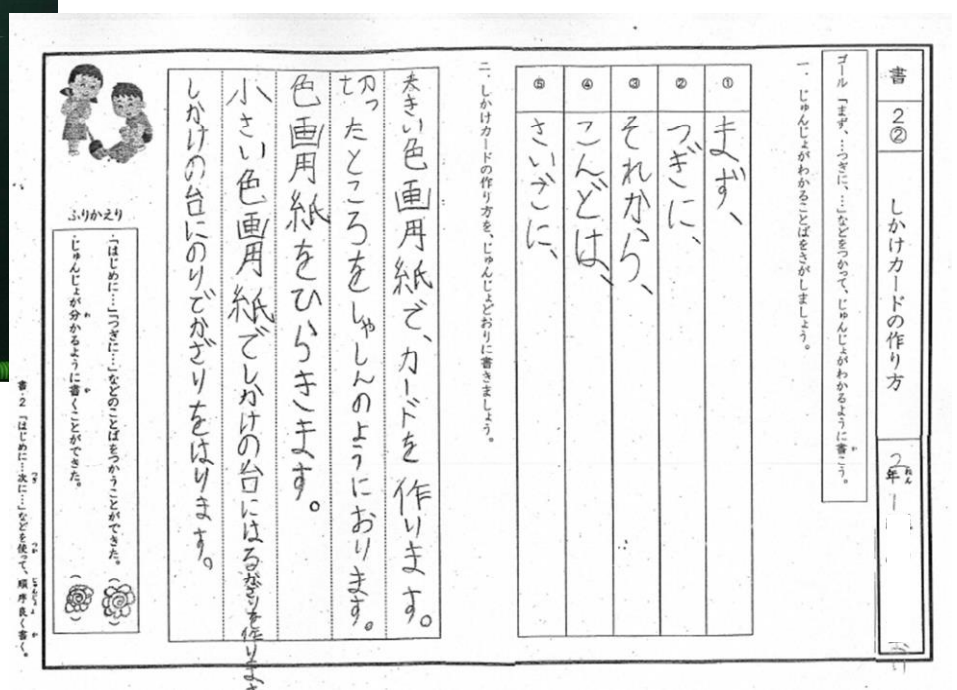 書
2②
しかけカードの作り方
2年
1
ゴール 「まず、…つぎに、…」などをつかって、じゅんじょがわかるように書こう。
一、じゅんじょがわかることばをさがしましょう。
① まず、
② つぎに、
③ それから、
④ こんどは、
⑤ さいごに、
二、しかけカードの作り方を、じゅんじょどおりに書きましょう。
大きい色画用紙で、カードを作ります。
切ったところをしゃしんのようにおります。
色画用紙をひらきます。
小さい色画用紙でしかけの台にはるかざりを作りま
しかけの台にのりでかざりをはります。
ふりかえり
・「はじめに…」「つぎに…」などのことばをつかうことができた。
・じゅんじょが分かるように書くことができた。
書-2 「はじめに…次に…」などを使って、順序良く書く。